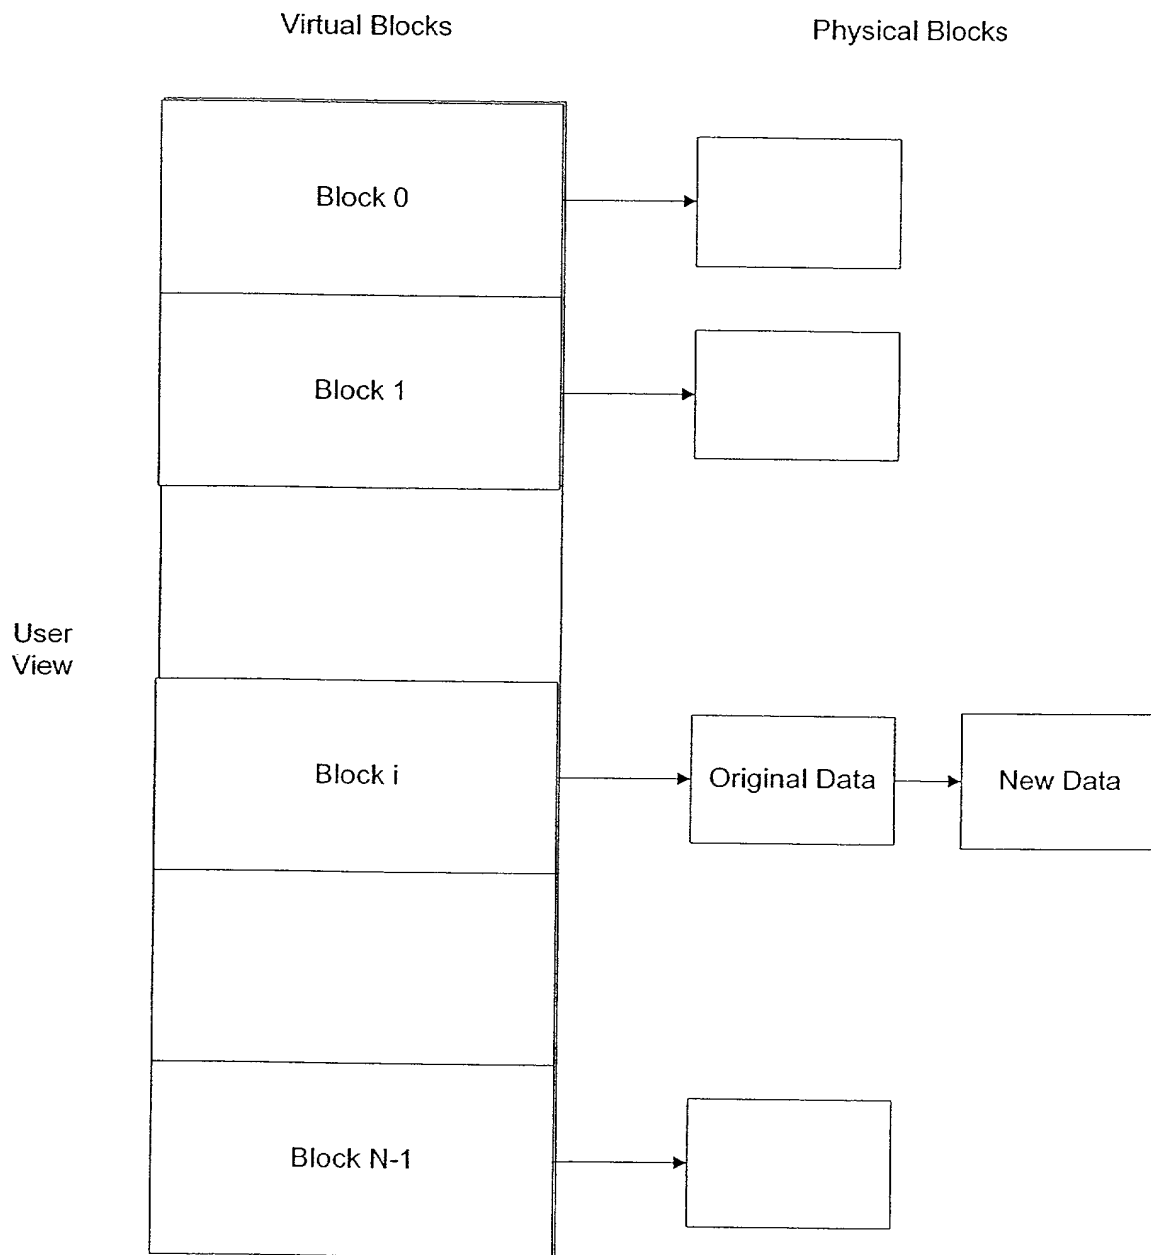 Virtual Blocks
Physical Blocks
Block 0
Block 1
User
View
Block i
Original Data
New Data
Block N-1